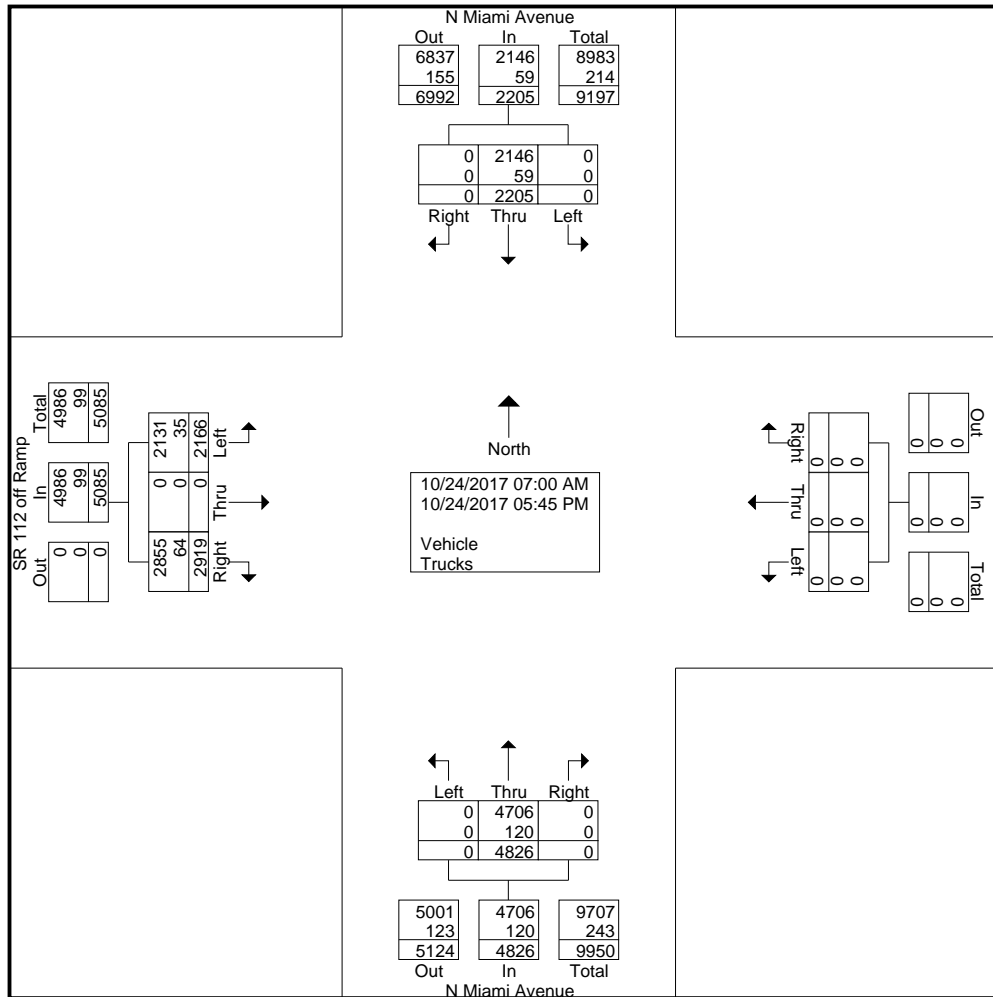 N Miami Avenue
Out In Total
6837 2146 8983
155 59 214
6992 2205 9197
0 2146 0
0 59 0
0 2205 0
Right Thru Left
SR 112 off Ramp
Total In Out
4986 4986 0
99 99 0
5085 5085 0
2131 0 2855
35 0 64
2166 0 2919
Left Thru Right
North
10/24/2017 07:00 AM
10/24/2017 05:45 PM
Vehicle
Trucks
Right Thru Left
0 0 0
0 0 0
0 0 0
Out In Total
0 0 0
0 0 0
0 0 0
Left Thru Right
0 4706 0
0 120 0
0 4826 0
5001 4706 9707
123 120 243
5124 4826 9950
Out In Total
N Miami Avenue